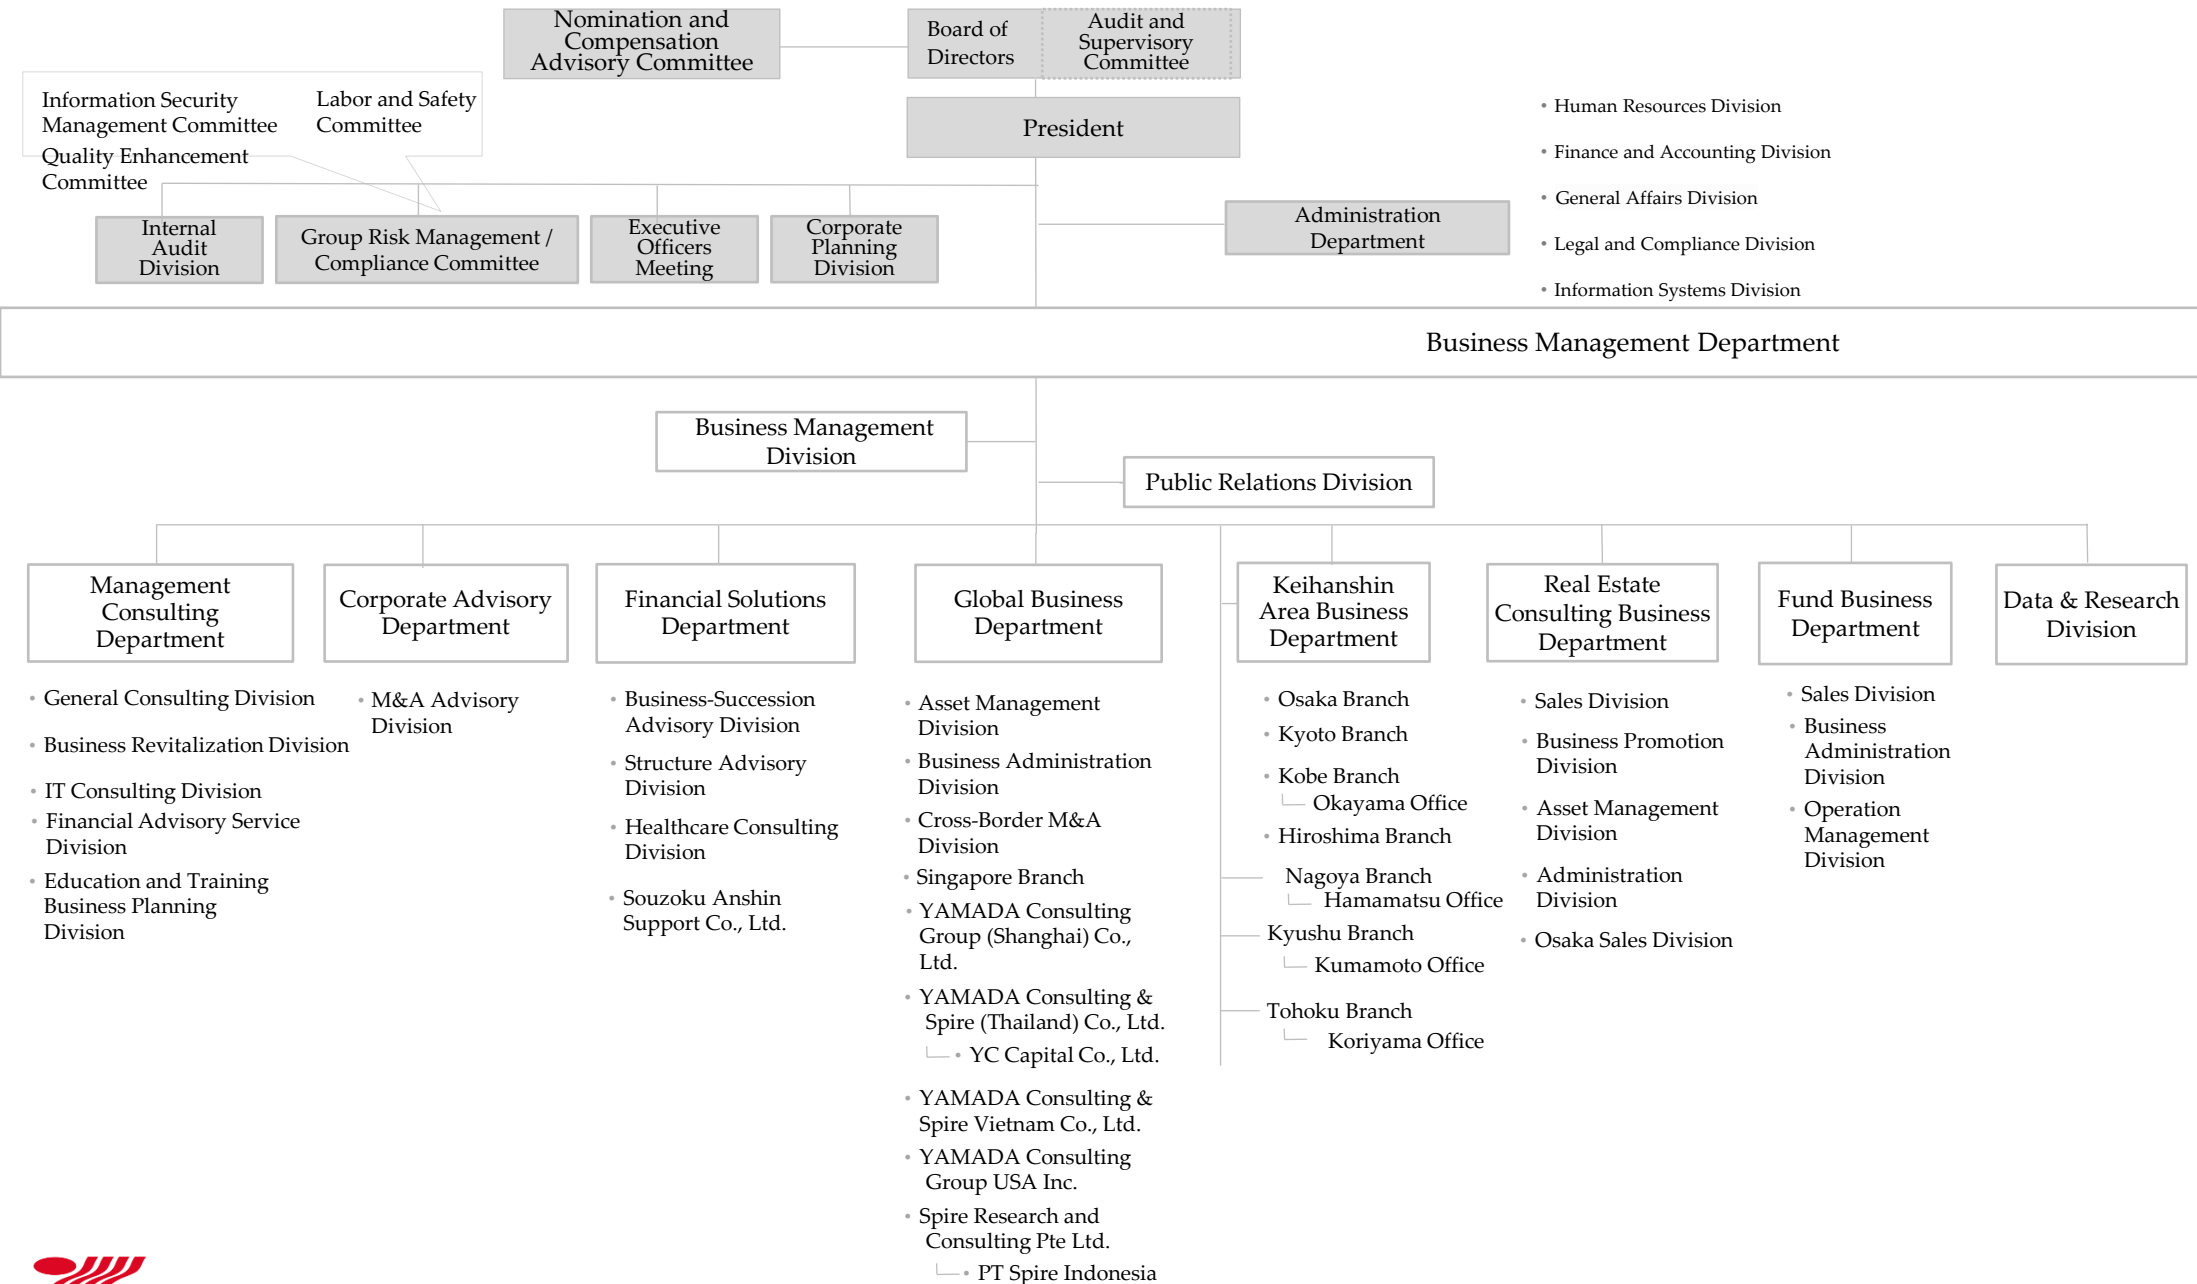 Nomination and
Compensation
Advisory Committee
Board of
Directors
Audit and
Supervisory
Committee
Information Security
Management Committee
Labor and Safety
Committee
Quality Enhancement
Committee
President
• Human Resources Division
• Finance and Accounting Division
• General Affairs Division
• Legal and Compliance Division
• Information Systems Division
Internal
Audit
Division
Group Risk Management /
Compliance Committee
Executive
Officers
Meeting
Corporate
Planning
Division
Administration
Department
Business Management Department
Business Management
Division
Public Relations Division
Management
Consulting
Department
Corporate Advisory
Department
Financial Solutions
Department
Global Business
Department
Keihanshin
Area Business
Department
Real Estate
Consulting Business
Department
Fund Business
Department
Data & Research
Division
• General Consulting Division
• Business Revitalization Division
• IT Consulting Division
• Financial Advisory Service
Division
• Education and Training
Business Planning
Division
• M&A Advisory
Division
• Business-Succession
Advisory Division
• Structure Advisory
Division
• Healthcare Consulting
Division
• Souzoku Anshin
Support Co., Ltd.
• Asset Management
Division
• Business Administration
Division
• Cross-Border M&A
Division
• Singapore Branch
• YAMADA Consulting
Group (Shanghai) Co.,
Ltd.
• YAMADA Consulting &
Spire (Thailand) Co., Ltd.
• YC Capital Co., Ltd.
• YAMADA Consulting &
Spire Vietnam Co., Ltd.
• YAMADA Consulting
Group USA Inc.
• Spire Research and
Consulting Pte Ltd.
• PT Spire Indonesia
• Osaka Branch
• Kyoto Branch
• Kobe Branch
Okayama Office
• Hiroshima Branch
Nagoya Branch
Hamamatsu Office
Kyushu Branch
Kumamoto Office
Tohoku Branch
Koriyama Office
• Sales Division
• Business Promotion
Division
• Asset Management
Division
• Administration
Division
• Osaka Sales Division
• Sales Division
• Business
Administration
Division
• Operation
Management
Division